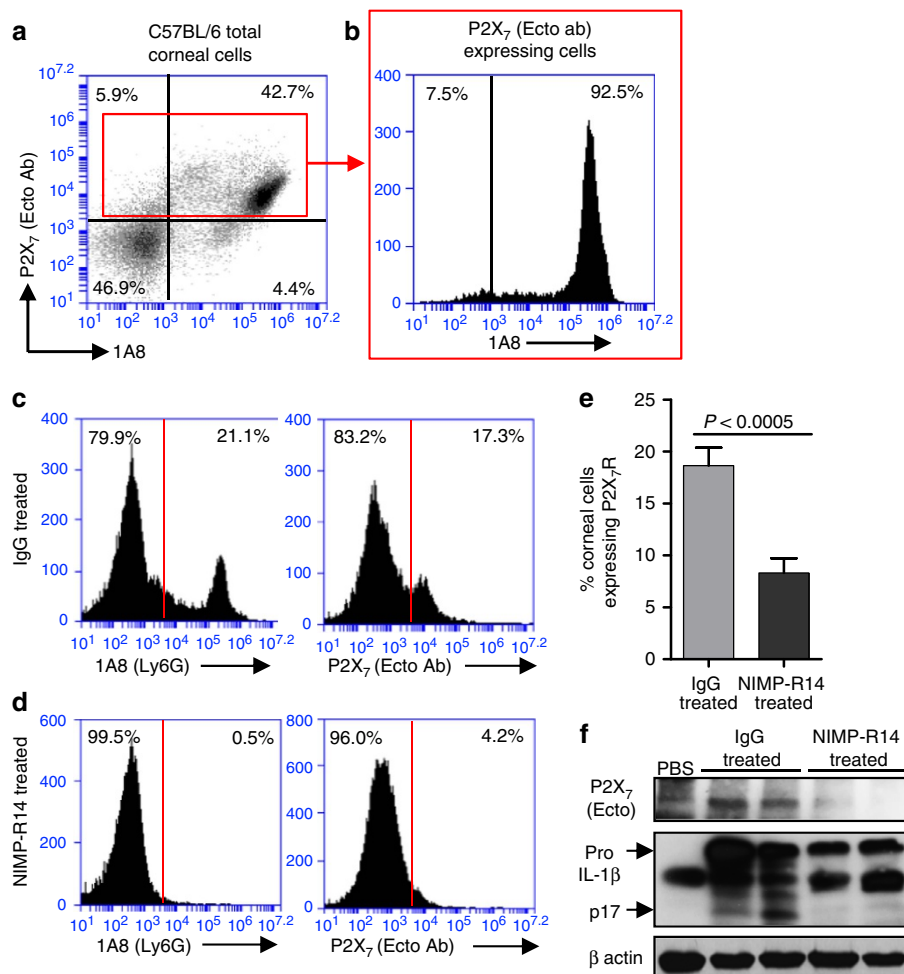 a
C57BL/6 total
corneal cells
10^7.2
10^6
10^5
10^4
10^3
10^2
10^1
P2X7 (Ecto Ab)
5.9%
42.7%
46.9%
4.4%
10^1 10^2 10^3 10^4 10^5 10^6 10^7.2
1A8
b
P2X7 (Ecto ab)
expressing cells
400
300
200
100
0
7.5%
92.5%
10^1 10^2 10^3 10^4 10^5 10^6 10^7.2
1A8
c
IgG treated
400
300
200
100
0
79.9%
21.1%
10^1 10^2 10^3 10^4 10^5 10^6 10^7.2
1A8 (Ly6G)
400
300
200
100
0
83.2%
17.3%
10^1 10^2 10^3 10^4 10^5 10^6 10^7.2
P2X7 (Ecto Ab)
d
NIMP-R14 treated
600
400
200
0
99.5%
0.5%
10^1 10^2 10^3 10^4 10^5 10^6 10^7.2
1A8 (Ly6G)
800
600
400
200
0
96.0%
4.2%
10^1 10^2 10^3 10^4 10^5 10^6 10^7.2
P2X7 (Ecto Ab)
e
% corneal cells
expressing P2X7R
25
20
15
10
5
0
P < 0.0005
IgG
treated
NIMP-R14
treated
f
PBS
IgG
treated
NIMP-R14
treated
P2X7
(Ecto)
Pro
IL-1β
p17
β actin